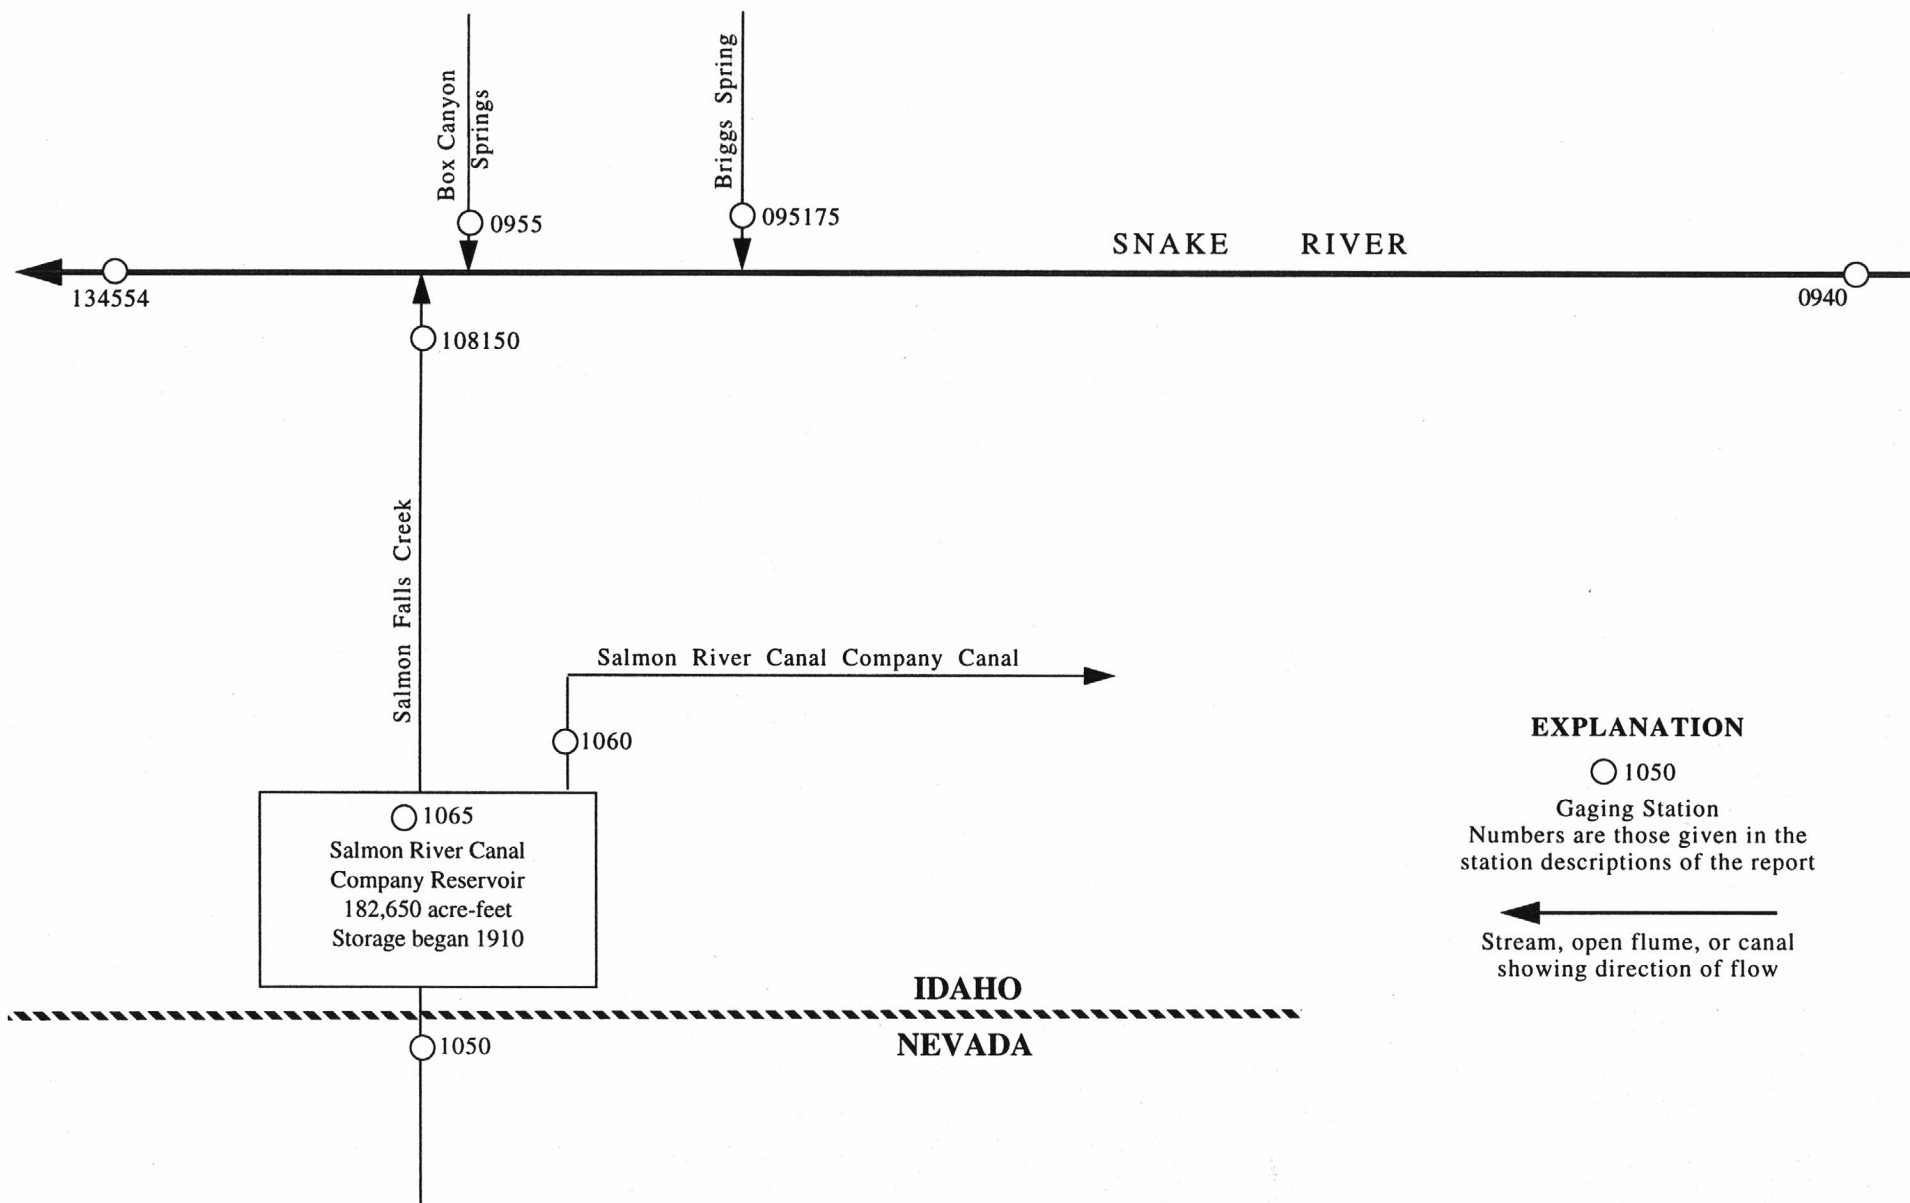 Box Canyon
Springs
Briggs Spring
0955
095175
SNAKE RIVER
134554
0940
108150
Salmon Falls Creek
Salmon River Canal Company Canal
1060
1065
Salmon River Canal
Company Reservoir
182,650 acre-feet
Storage began 1910
EXPLANATION
1050
Gaging Station
Numbers are those given in the
station descriptions of the report
Stream, open flume, or canal
showing direction of flow
IDAHO
NEVADA
1050